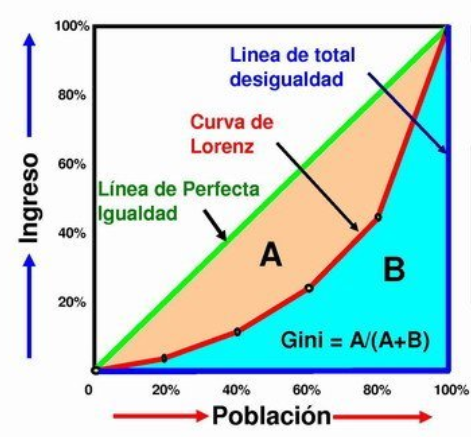 100%
80%
60%
40%
20%
0
20%
40%
60%
80%
100%
Ingreso
Población
Linea de total
desigualdad
Curva de
Lorenz
Línea de Perfecta
Igualdad
A
B
Gini = A/(A+B)